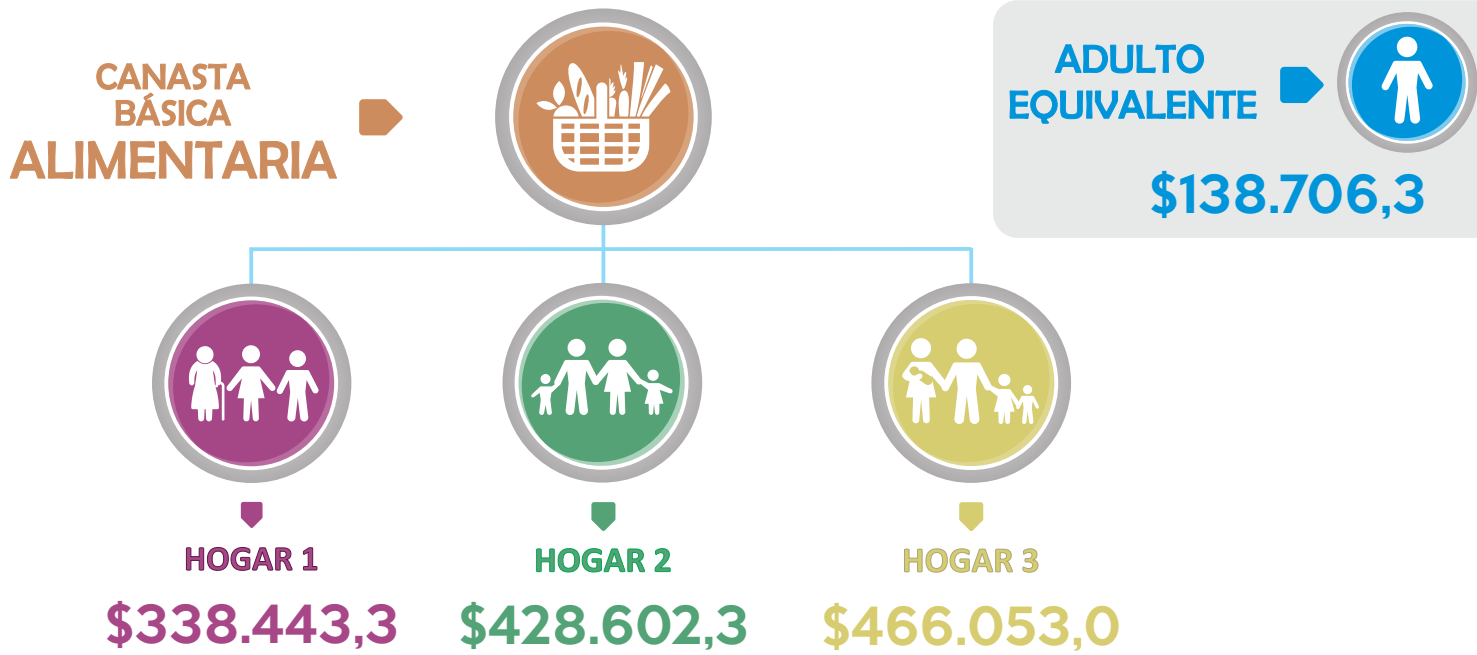 CANASTA
BÁSICA
ALIMENTARIA
ADULTO
EQUIVALENTE
$138.706,3
HOGAR 1
$338.443,3
HOGAR 2
$428.602,3
HOGAR 3
$466.053,0